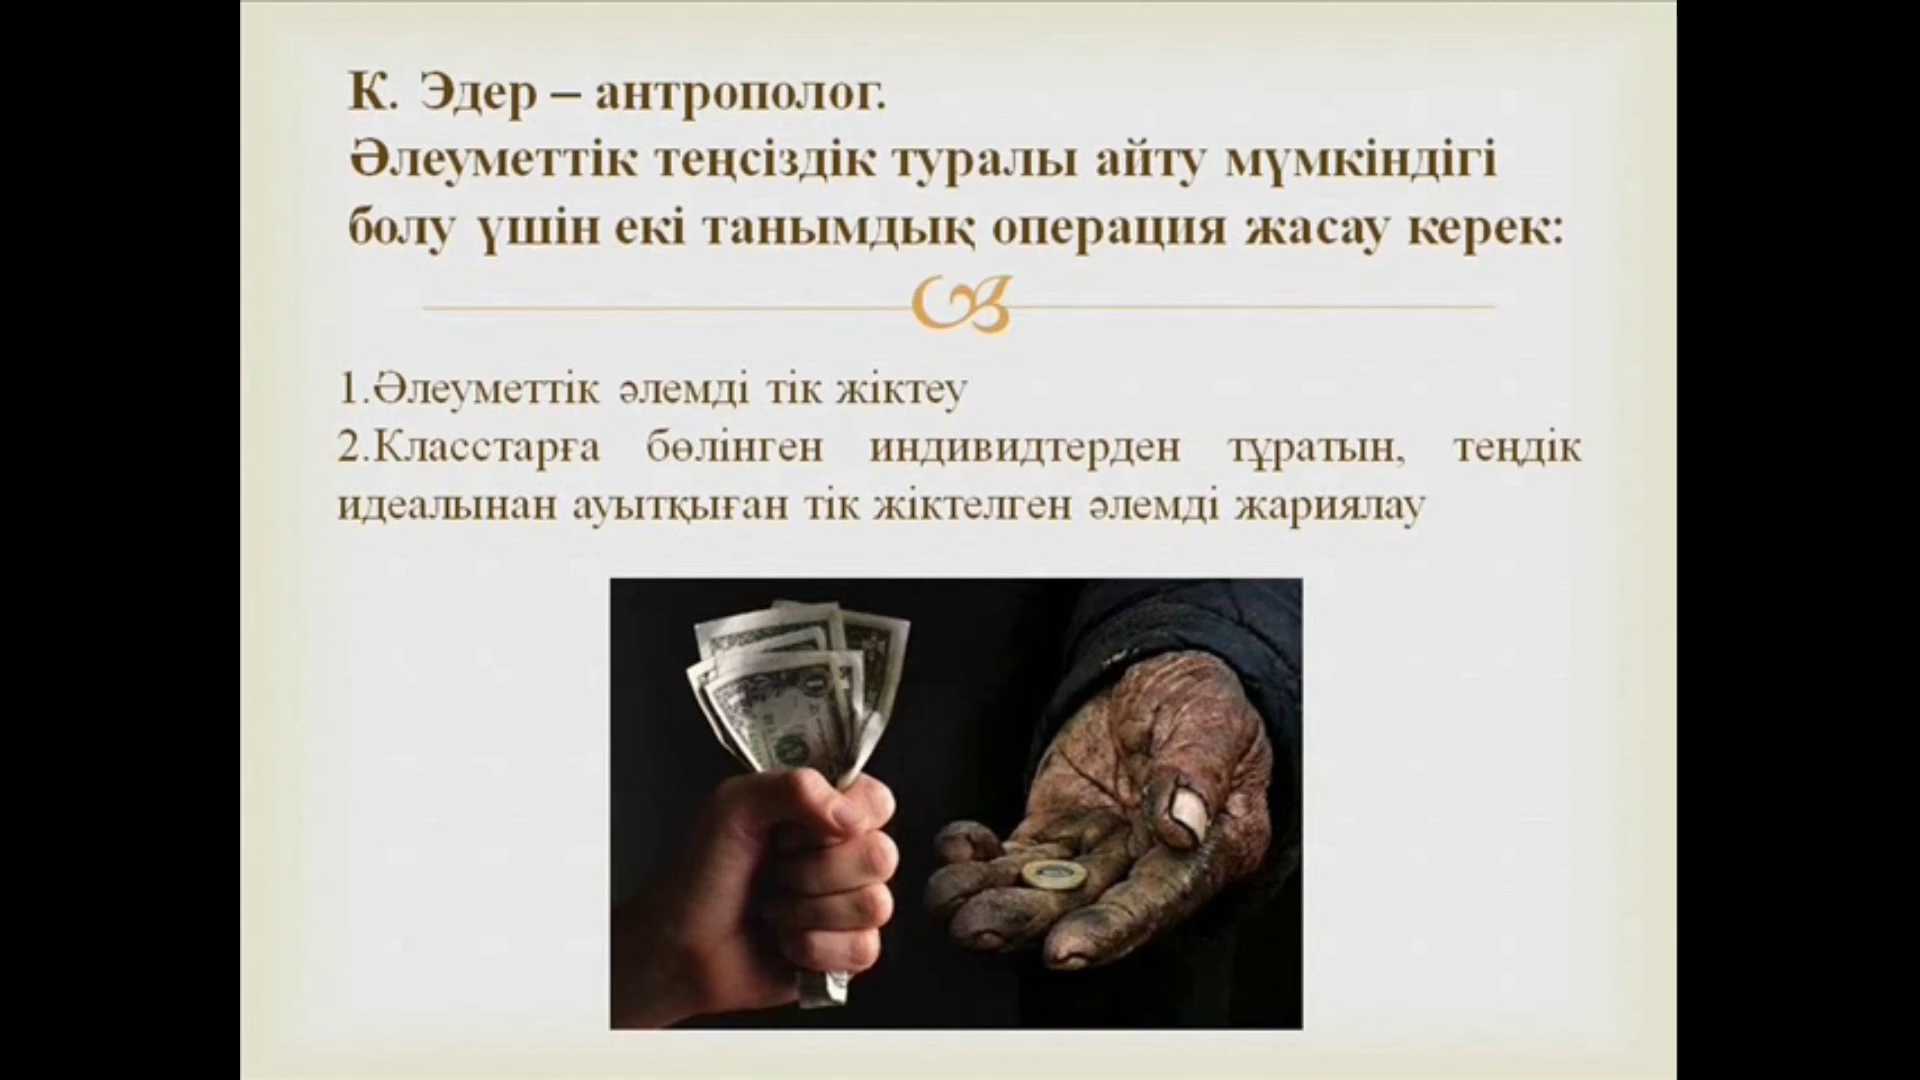 К. Эдер – антрополог.
Әлеуметтік теңсіздік туралы айту мүмкіндігі
болу үшін екі танымдық операция жасау керек:
1.Әлеуметтік әлемді тік жіктеу
2.Класстарға бөлінген индивидтерден тұратын, теңдік
идеалынан ауытқыған тік жіктелген әлемді жариялау